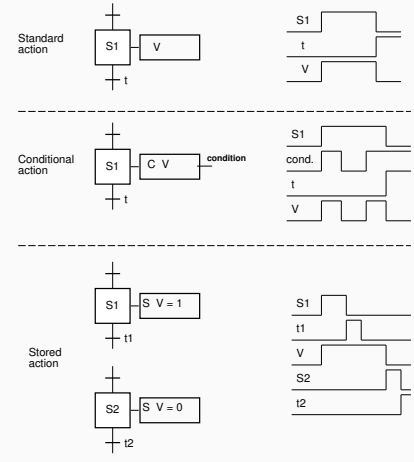 Standard
action
S1
V
t
S1
t
V
Conditional
action
S1
C V
condition
t
S1
cond.
t
V
Stored
action
S1
S V = 1
t1
S2
S V = 0
t2
S1
t1
V
S2
t2